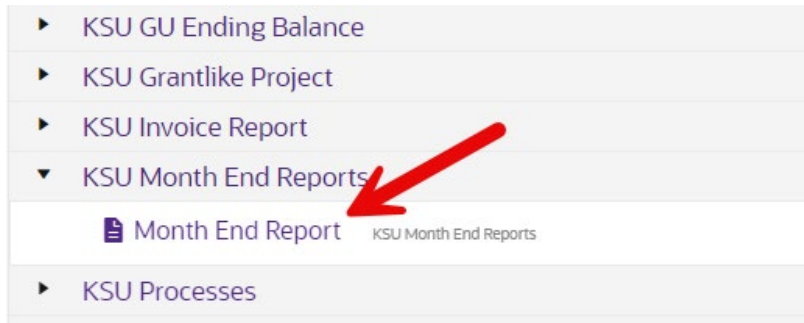 KSU GU Ending Balance
KSU Grantlike Project
KSU Invoice Report
KSU Month End Reports
Month End Report KSU Month End Reports
KSU Processes